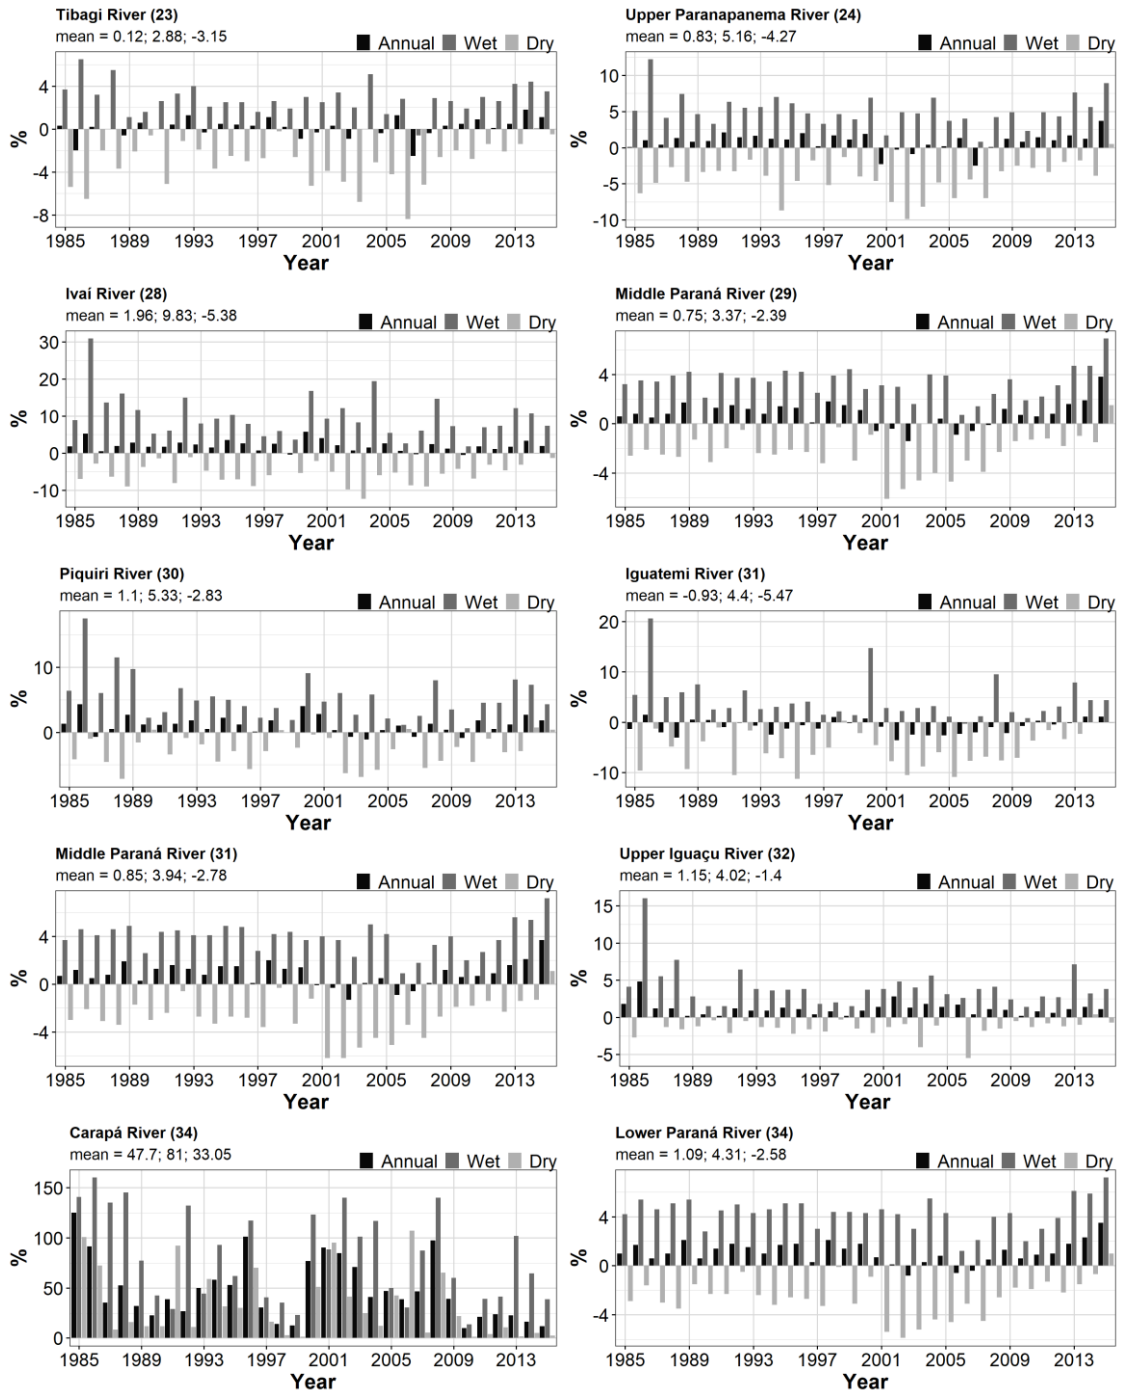 Tibagi River (23)
mean = 0.12; 2.88; -3.15
Annual Wet Dry
4
0
-4
-8
%
1985 1989 1993 1997 2001 2005 2009 2013
Year
Upper Paranapanema River (24)
mean = 0.83; 5.16; -4.27
Annual Wet Dry
10
5
0
-5
-10
%
1985 1989 1993 1997 2001 2005 2009 2013
Year
Ivaí River (28)
mean = 1.96; 9.83; -5.38
Annual Wet Dry
30
20
10
0
-10
%
1985 1989 1993 1997 2001 2005 2009 2013
Year
Middle Paraná River (29)
mean = 0.75; 3.37; -2.39
Annual Wet Dry
4
0
-4
%
1985 1989 1993 1997 2001 2005 2009 2013
Year
Piquiri River (30)
mean = 1.1; 5.33; -2.83
Annual Wet Dry
10
0
%
1985 1989 1993 1997 2001 2005 2009 2013
Year
Iguatemi River (31)
mean = -0.93; 4.4; -5.47
Annual Wet Dry
20
10
0
-10
%
1985 1989 1993 1997 2001 2005 2009 2013
Year
Middle Paraná River (31)
mean = 0.85; 3.94; -2.78
Annual Wet Dry
4
0
-4
%
1985 1989 1993 1997 2001 2005 2009 2013
Year
Upper Iguaçu River (32)
mean = 1.15; 4.02; -1.4
Annual Wet Dry
15
10
5
0
-5
%
1985 1989 1993 1997 2001 2005 2009 2013
Year
Carapá River (34)
mean = 47.7; 81; 33.05
Annual Wet Dry
150
100
50
0
%
1985 1989 1993 1997 2001 2005 2009 2013
Year
Lower Paraná River (34)
mean = 1.09; 4.31; -2.58
Annual Wet Dry
4
0
-4
%
1985 1989 1993 1997 2001 2005 2009 2013
Year